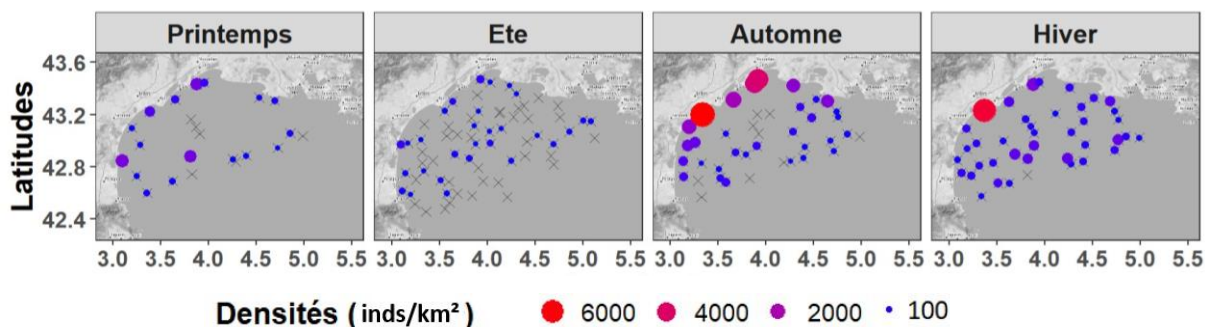 Printemps Ete Automne Hiver
Latitudes
43.6
43.2
42.8
42.4
3.0 3.5 4.0 4.5 5.0 5.5 3.0 3.5 4.0 4.5 5.0 5.5 3.0 3.5 4.0 4.5 5.0 5.5 3.0 3.5 4.0 4.5 5.0 5.5
Densités (inds/km²) 6000 4000 2000 100